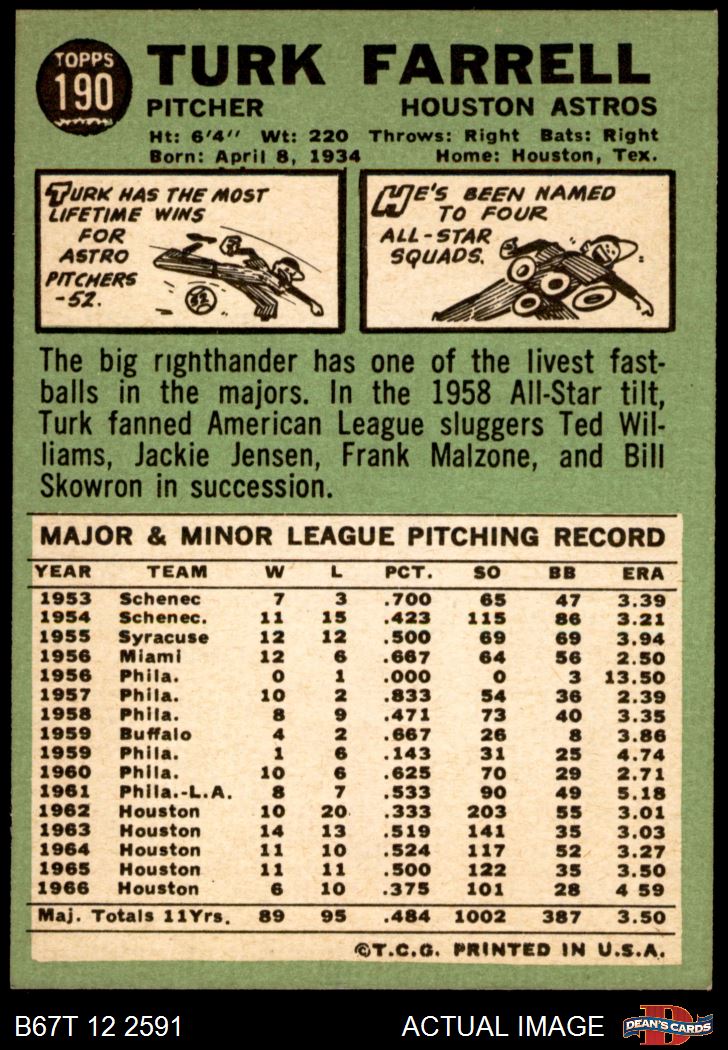 TOPPS
190
TURK FARRELL
PITCHER HOUSTON ASTROS
Ht: 6'4" Wt: 220 Throws: Right Bats: Right
Born: April 8, 1934 Home: Houston, Tex.
TURK HAS THE MOST
LIFETIME WINS
FOR
ASTRO
PITCHERS
-52.
52
HE'S BEEN NAMED
TO FOUR
ALL-STAR
SQUADS.
The big righthander has one of the livest fast-
balls in the majors. In the 1958 All-Star tilt,
Turk fanned American League sluggers Ted Wil-
liams, Jackie Jensen, Frank Malzone, and Bill
Skowron in succession.
MAJOR & MINOR LEAGUE PITCHING RECORD
YEAR TEAM W L PCT. SO BB ERA
1953 Schenec 7 3 .700 65 47 3.39
1954 Schenec. 11 15 .423 115 86 3.21
1955 Syracuse 12 12 .500 69 69 3.94
1956 Miami 12 6 .667 64 56 2.50
1956 Phila. 0 1 .000 0 3 13.50
1957 Phila. 10 2 .833 54 36 2.39
1958 Phila. 8 9 .471 73 40 3.35
1959 Buffalo 4 2 .667 26 8 3.86
1959 Phila. 1 6 .143 31 25 4.74
1960 Phila. 10 6 .625 70 29 2.71
1961 Phila.-L.A. 8 7 .533 90 49 5.18
1962 Houston 10 20 .333 203 55 3.01
1963 Houston 14 13 .519 141 35 3.03
1964 Houston 11 10 .524 117 52 3.27
1965 Houston 11 11 .500 122 35 3.50
1966 Houston 6 10 .375 101 28 4 59
Maj. Totals 11Yrs. 89 95 .484 1002 387 3.50
©T.C.G. PRINTED IN U.S.A.
B67T 12 2591 ACTUAL IMAGE
D
DEAN'S CARDS